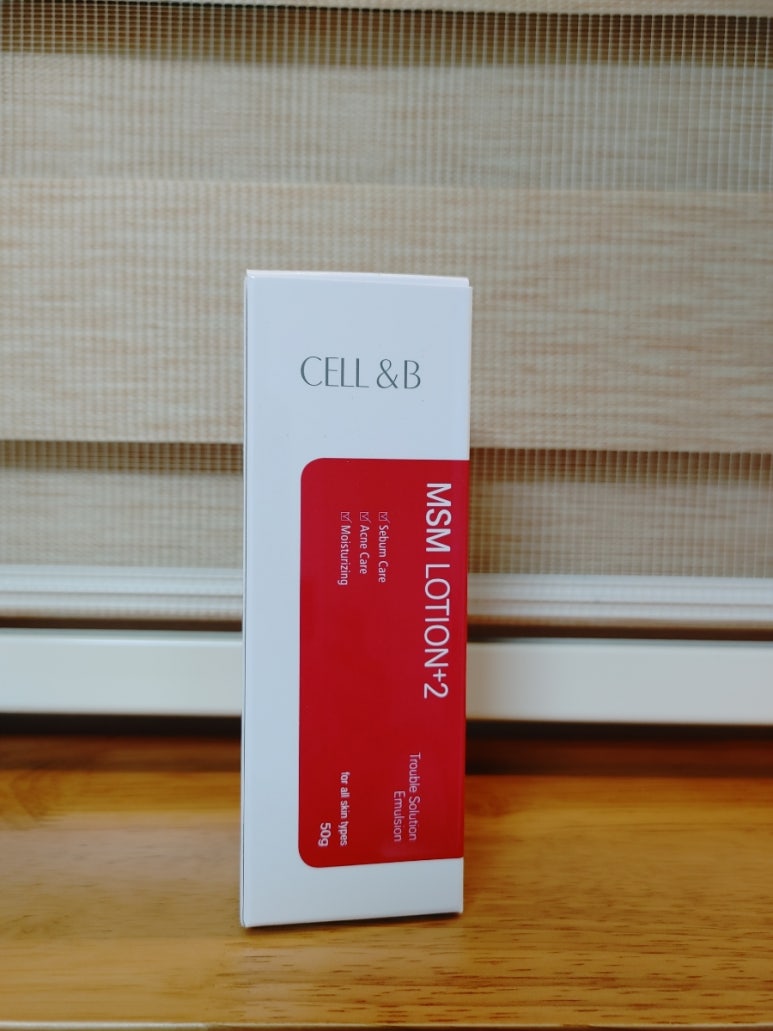 CELL & B
MSM LOTION+2
☑ Sebum Care
☑ Acne Care
☑ Moisturizing
Trouble Solution
Emulsion
for all skin types
50g